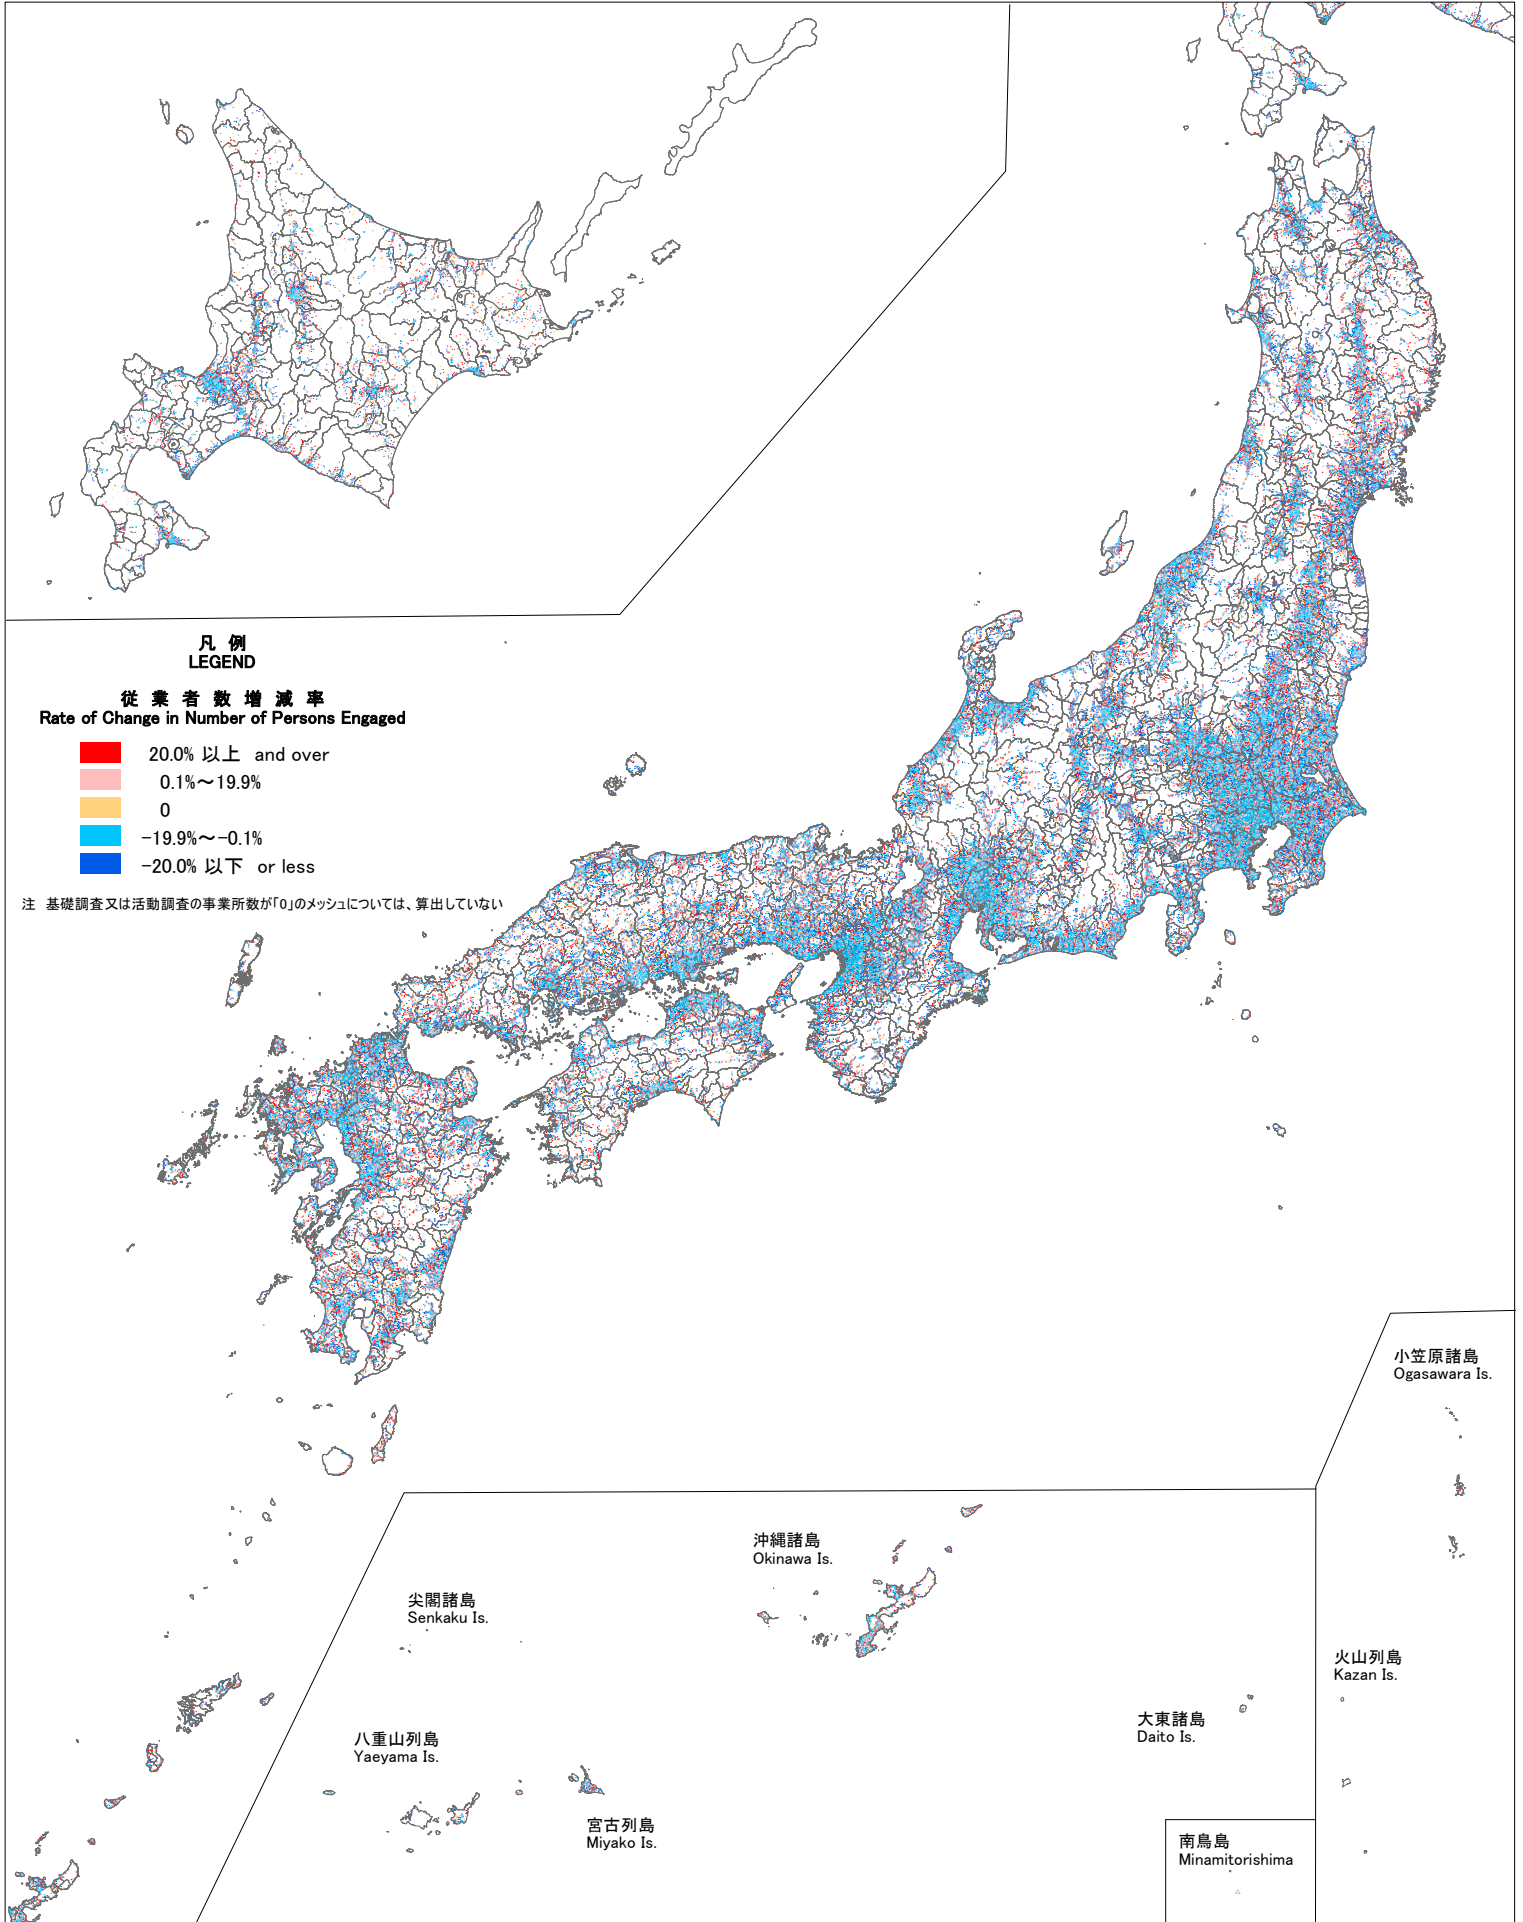 凡 例
LEGEND
従 業 者 数 増 減 率
Rate of Change in Number of Persons Engaged
20.0% 以上 and over
0.1%～19.9%
0
-19.9%～-0.1%
-20.0% 以下 or less
注 基礎調査又は活動調査の事業所数が「0」のメッシュについては、算出していない
小笠原諸島
Ogasawara Is.
沖縄諸島
Okinawa Is.
尖閣諸島
Senkaku Is.
火山列島
Kazan Is.
大東諸島
Daito Is.
八重山列島
Yaeyama Is.
宮古列島
Miyako Is.
南鳥島
Minamitorishima